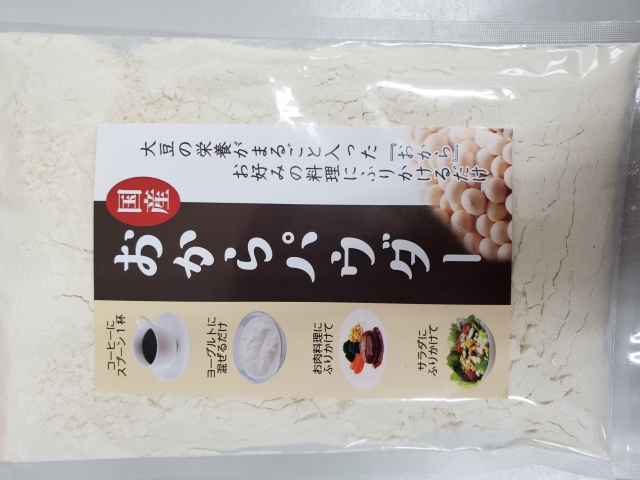 大豆の栄養がまるごと入った『おから』
お好みの料理にふりかけるだけ
国産
おからパウダー
コーヒーに
スプーン1杯
ヨーグルトに
混ぜるだけ
お肉料理に
ふりかけて
サラダに
ふりかけて